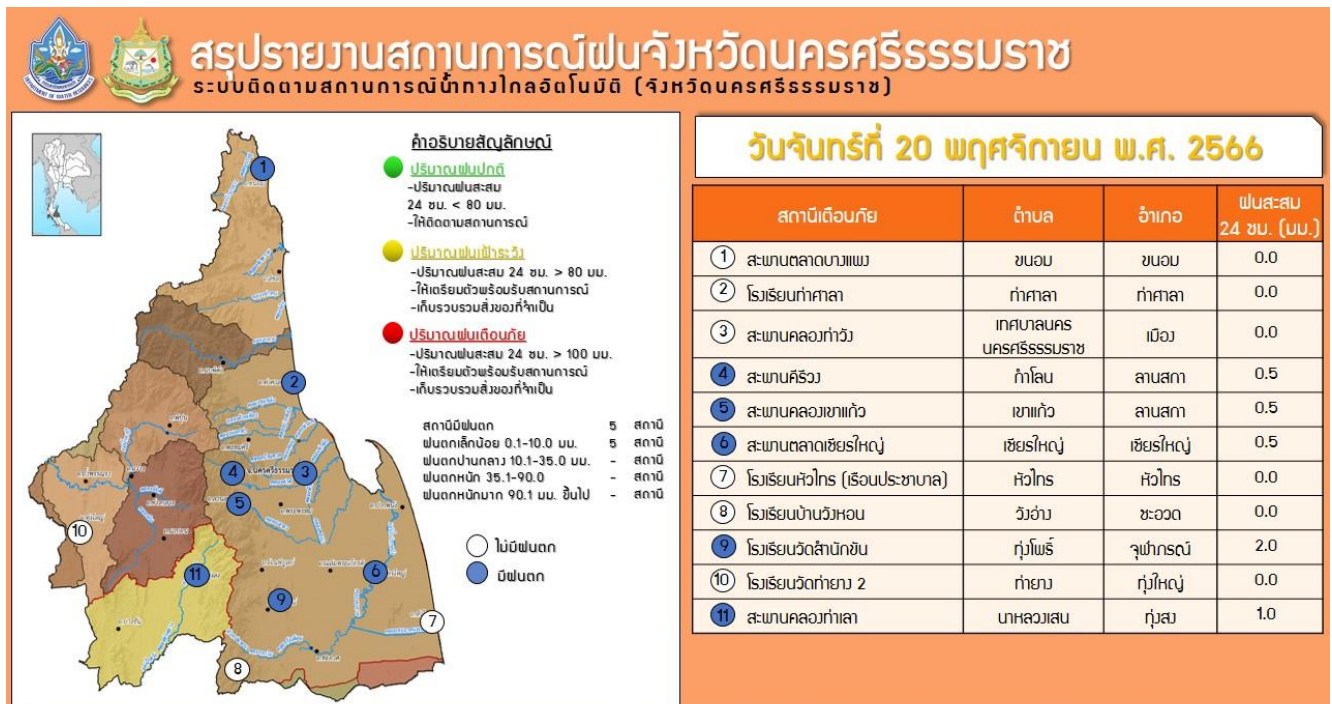 สรุปรายงานสถานการณ์ฝนจังหวัดนครศรีธรรมราช
ระบบติดตามสถานการณ์น้ำทางไกลอัตโนมัติ (จังหวัดนครศรีธรรมราช)
คำอธิบายสัญลักษณ์
ปริมาณฝนปกติ
-ปริมาณฝนสะสม
24 ชม. < 80 มม.
-ให้ติดตามสถานการณ์
ปริมาณฝนเฝ้าระวัง
-ปริมาณฝนสะสม 24 ชม. > 80 มม.
-ให้เตรียมตัวพร้อมรับสถานการณ์
-เก็บรวบรวมสิ่งของที่จำเป็น
ปริมาณฝนเตือนภัย
-ปริมาณฝนสะสม 24 ชม. > 100 มม.
-ให้เตรียมตัวพร้อมรับสถานการณ์
-เก็บรวบรวมสิ่งของที่จำเป็น
สถานีมีฝนตก 5 สถานี
ฝนตกเล็กน้อย 0.1-10.0 มม. 5 สถานี
ฝนตกปานกลาง 10.1-35.0 มม. - สถานี
ฝนตกหนัก 35.1-90.0 - สถานี
ฝนตกหนักมาก 90.1 มม. ขึ้นไป - สถานี
ไม่มีฝนตก
มีฝนตก
1
2
4
3
5
10
11
6
9
7
8
วันจันทร์ที่ 20 พฤศจิกายน พ.ศ. 2566
สถานีเตือนภัย ตำบล อำเภอ ฝนสะสม
24 ชม. (มม.)
1 สะพานตลาดบางแพง ขนอม ขนอม 0.0
2 โรงเรียนท่าศาลา ท่าศาลา ท่าศาลา 0.0
3 สะพานคลองท่าวัง เทศบาลนคร
นครศรีธรรมราช เมือง 0.0
4 สะพานคีรีวง กำโลน ลานสกา 0.5
5 สะพานคลองเขาแก้ว เขาแก้ว ลานสกา 0.5
6 สะพานตลาดเชียรใหญ่ เชียรใหญ่ เชียรใหญ่ 0.5
7 โรงเรียนหัวไทร (เรือนประชาบาล) หัวไทร หัวไทร 0.0
8 โรงเรียนบ้านวังหอน วังอ่าง ชะอวด 0.0
9 โรงเรียนวัดสำนักขัน ทุ่งโพธิ์ จุฬาภรณ์ 2.0
10 โรงเรียนวัดท่ายาง 2 ท่ายาง ทุ่งใหญ่ 0.0
11 สะพานคลองท่าเลา นาหลวงเสน ทุ่งสง 1.0